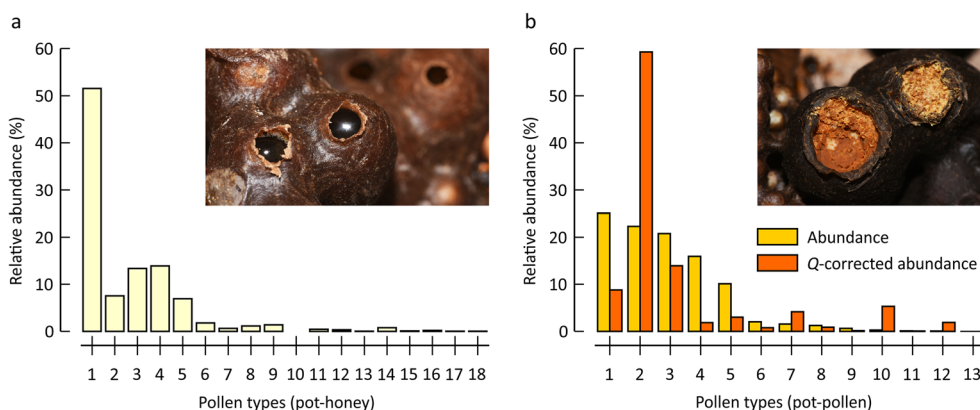 a
60
50
40
30
20
10
0
Relative abundance (%)
1 2 3 4 5 6 7 8 9 10 11 12 13 14 15 16 17 18
Pollen types (pot-honey)
b
60
50
40
30
20
10
0
Relative abundance (%)
Abundance
Q-corrected abundance
1 2 3 4 5 6 7 8 9 10 11 12 13
Pollen types (pot-pollen)